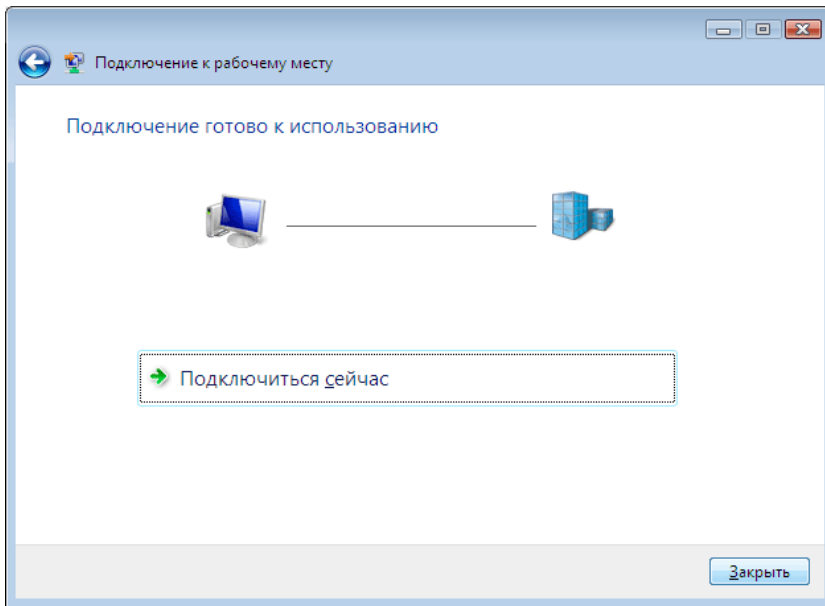 Подключение к рабочему месту
Подключение готово к использованию
Подключиться сейчас
Закрыть